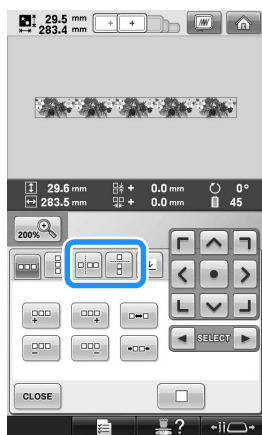 29.5 mm
283.4 mm
29.6 mm + 0.0 mm 0°
283.5 mm + 0.0 mm 45
200%
+ +
SELECT
- -
CLOSE
?